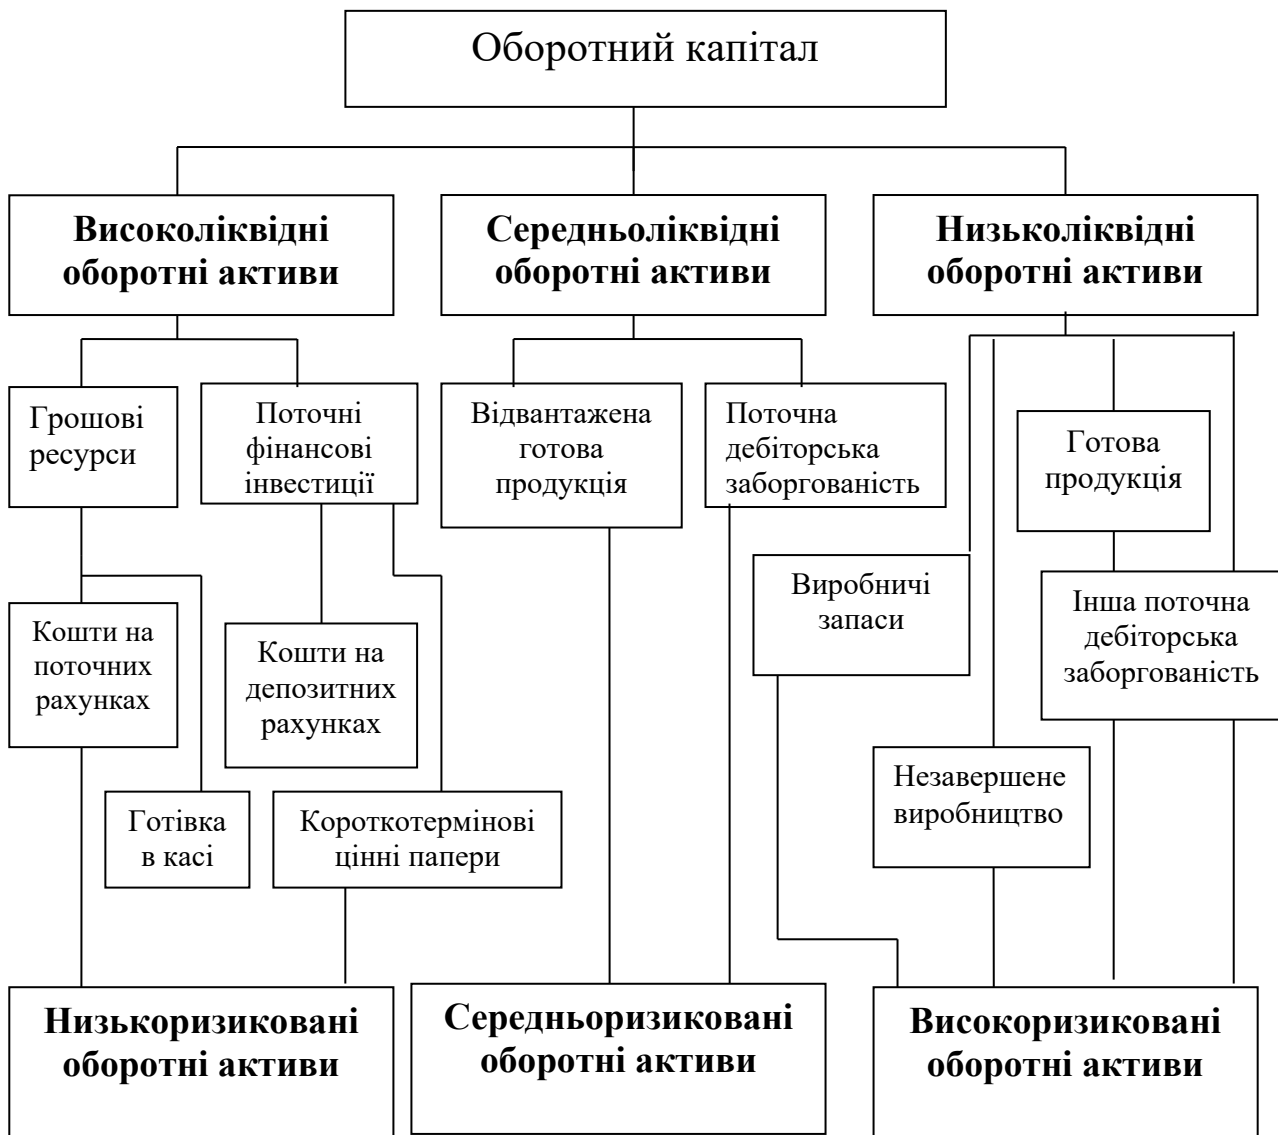 Оборотний капітал
Високоліквідні
оборотні активи
Середньоліквідні
оборотні активи
Низьколіквідні
оборотні активи
Грошові
ресурси
Поточні
фінансові
інвестиції
Відвантажена
готова
продукція
Поточна
дебіторська
заборгованість
Готова
продукція
Виробничі
запаси
Інша поточна
дебіторська
заборгованість
Кошти на
поточних
рахунках
Кошти на
депозитних
рахунках
Незавершене
виробництво
Готівка
в касі
Короткотермінові
цінні папери
Низькоризиковані
оборотні активи
Середньоризиковані
оборотні активи
Високоризиковані
оборотні активи